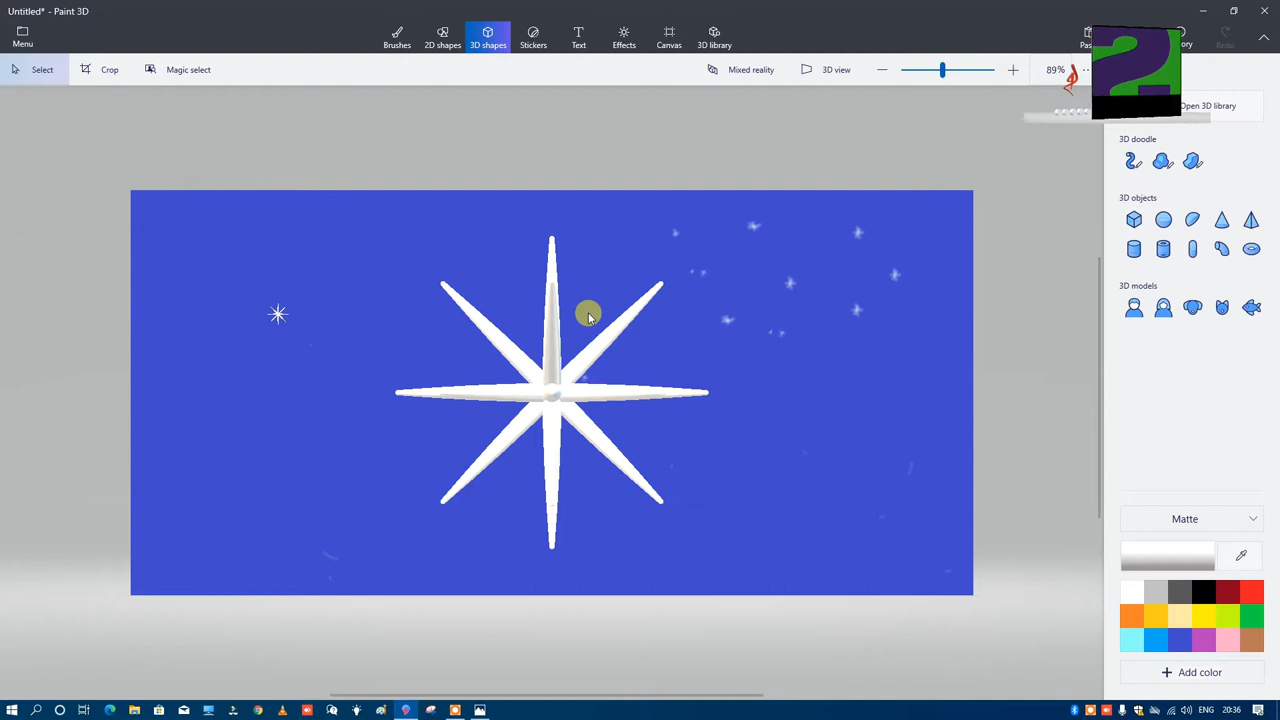 Untitled* - Paint 3D
Menu
Brushes
2D shapes
3D shapes
Stickers
Text
Effects
Canvas
3D library
Redo
Select
Crop
Magic select
Mixed reality
3D view
89%
Open 3D library
3D doodle
3D objects
3D models
Matte
Add color
ENG
20:36